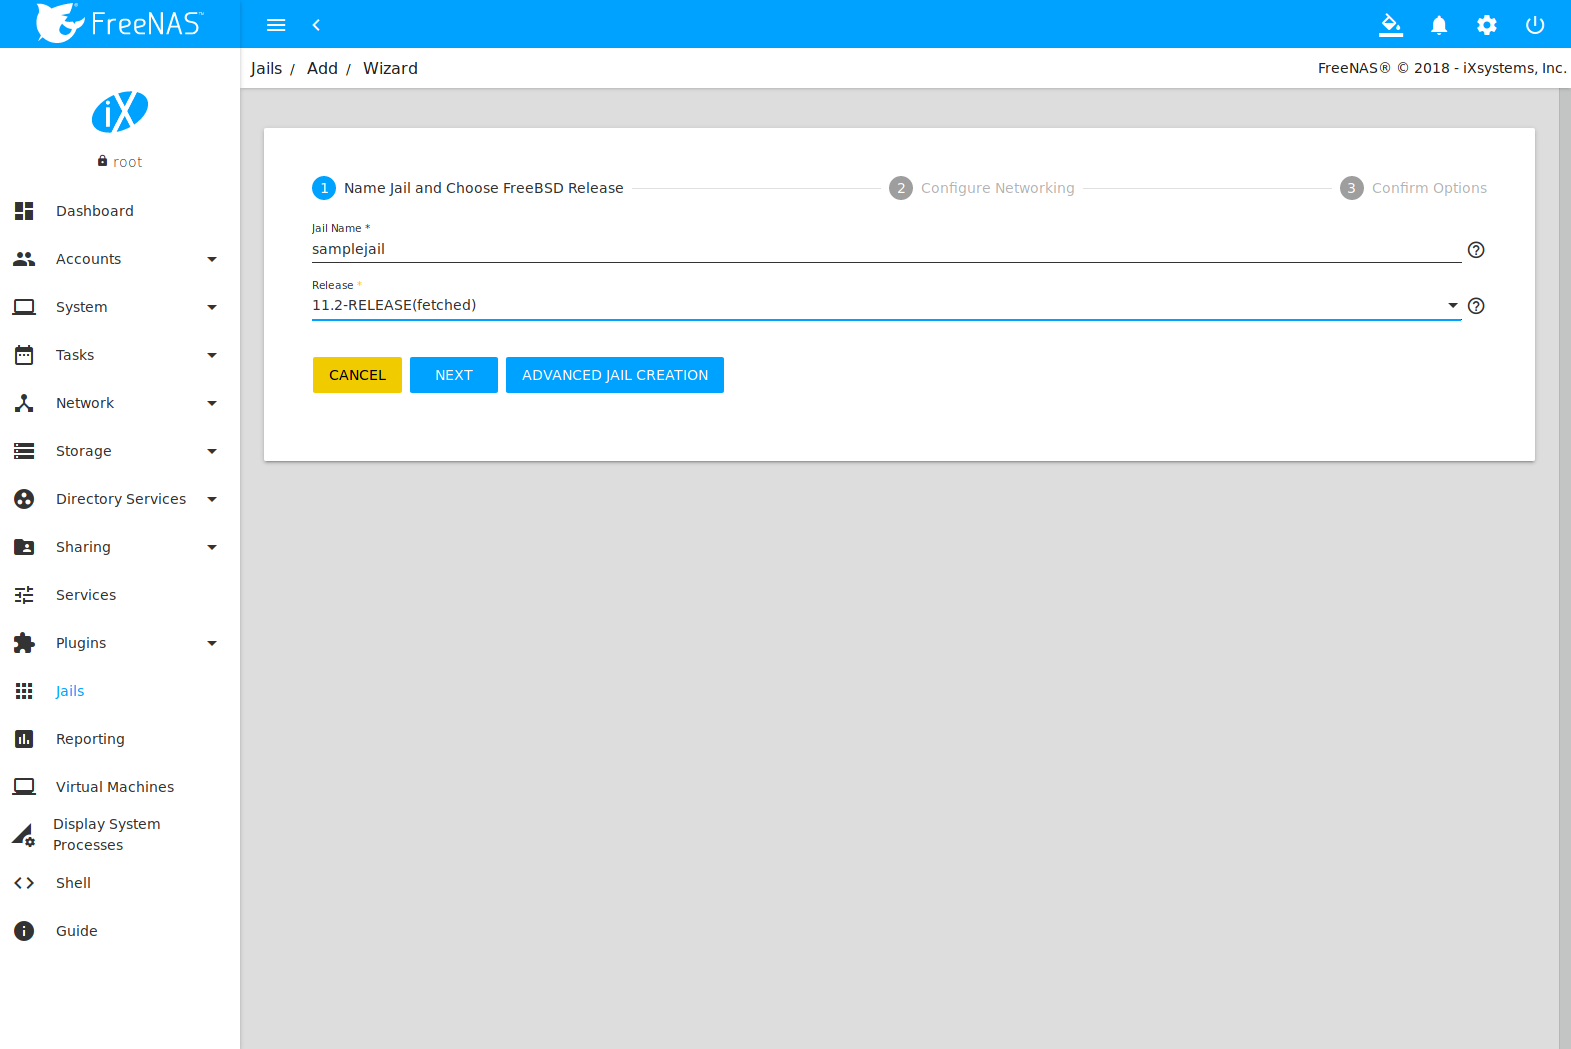 FreeNAS™
Jails / Add / Wizard
FreeNAS® © 2018 - iXsystems, Inc.
iX
root
Dashboard
Accounts
System
Tasks
Network
Storage
Directory Services
Sharing
Services
Plugins
Jails
Reporting
Virtual Machines
Display System
Processes
Shell
Guide
1 Name Jail and Choose FreeBSD Release
2 Configure Networking
3 Confirm Options
Jail Name *
samplejail
Release *
11.2-RELEASE(fetched)
CANCEL NEXT ADVANCED JAIL CREATION